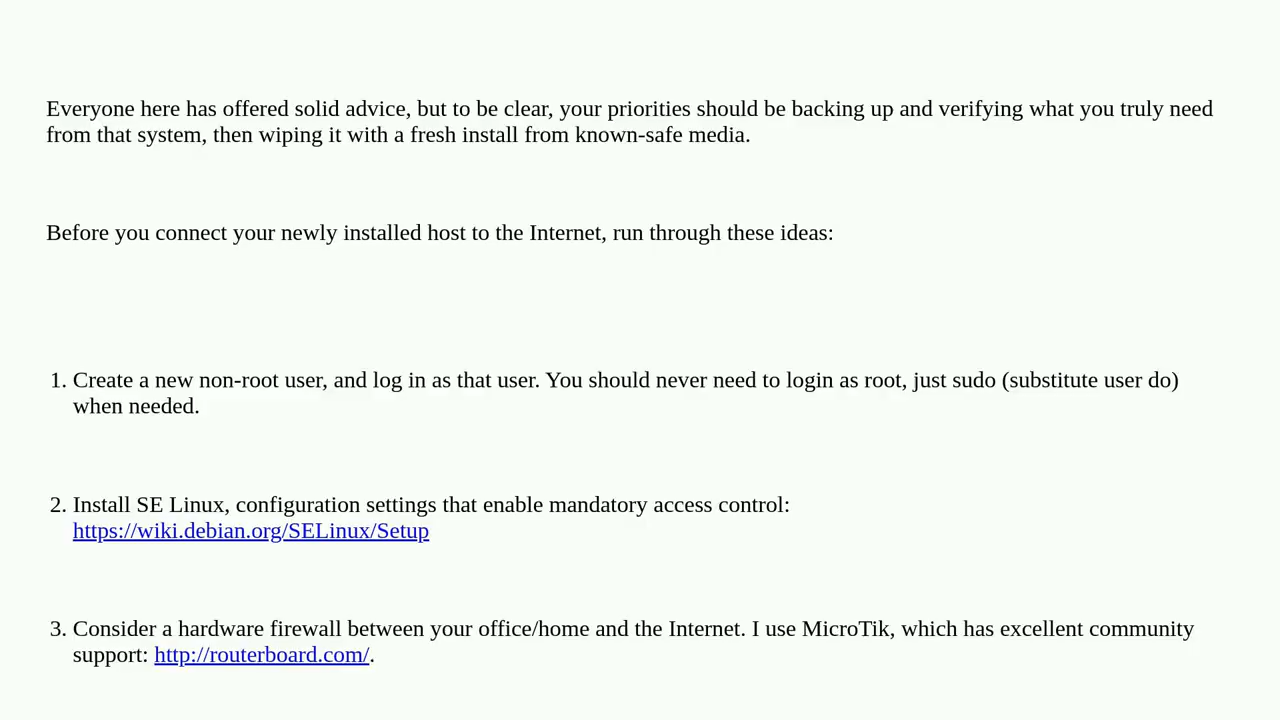 Everyone here has offered solid advice, but to be clear, your priorities should be backing up and verifying what you truly need
from that system, then wiping it with a fresh install from known-safe media.
Before you connect your newly installed host to the Internet, run through these ideas:
1. Create a new non-root user, and log in as that user. You should never need to login as root, just sudo (substitute user do)
when needed.
2. Install SE Linux, configuration settings that enable mandatory access control:
https://wiki.debian.org/SELinux/Setup
3. Consider a hardware firewall between your office/home and the Internet. I use MicroTik, which has excellent community
support: http://routerboard.com/.